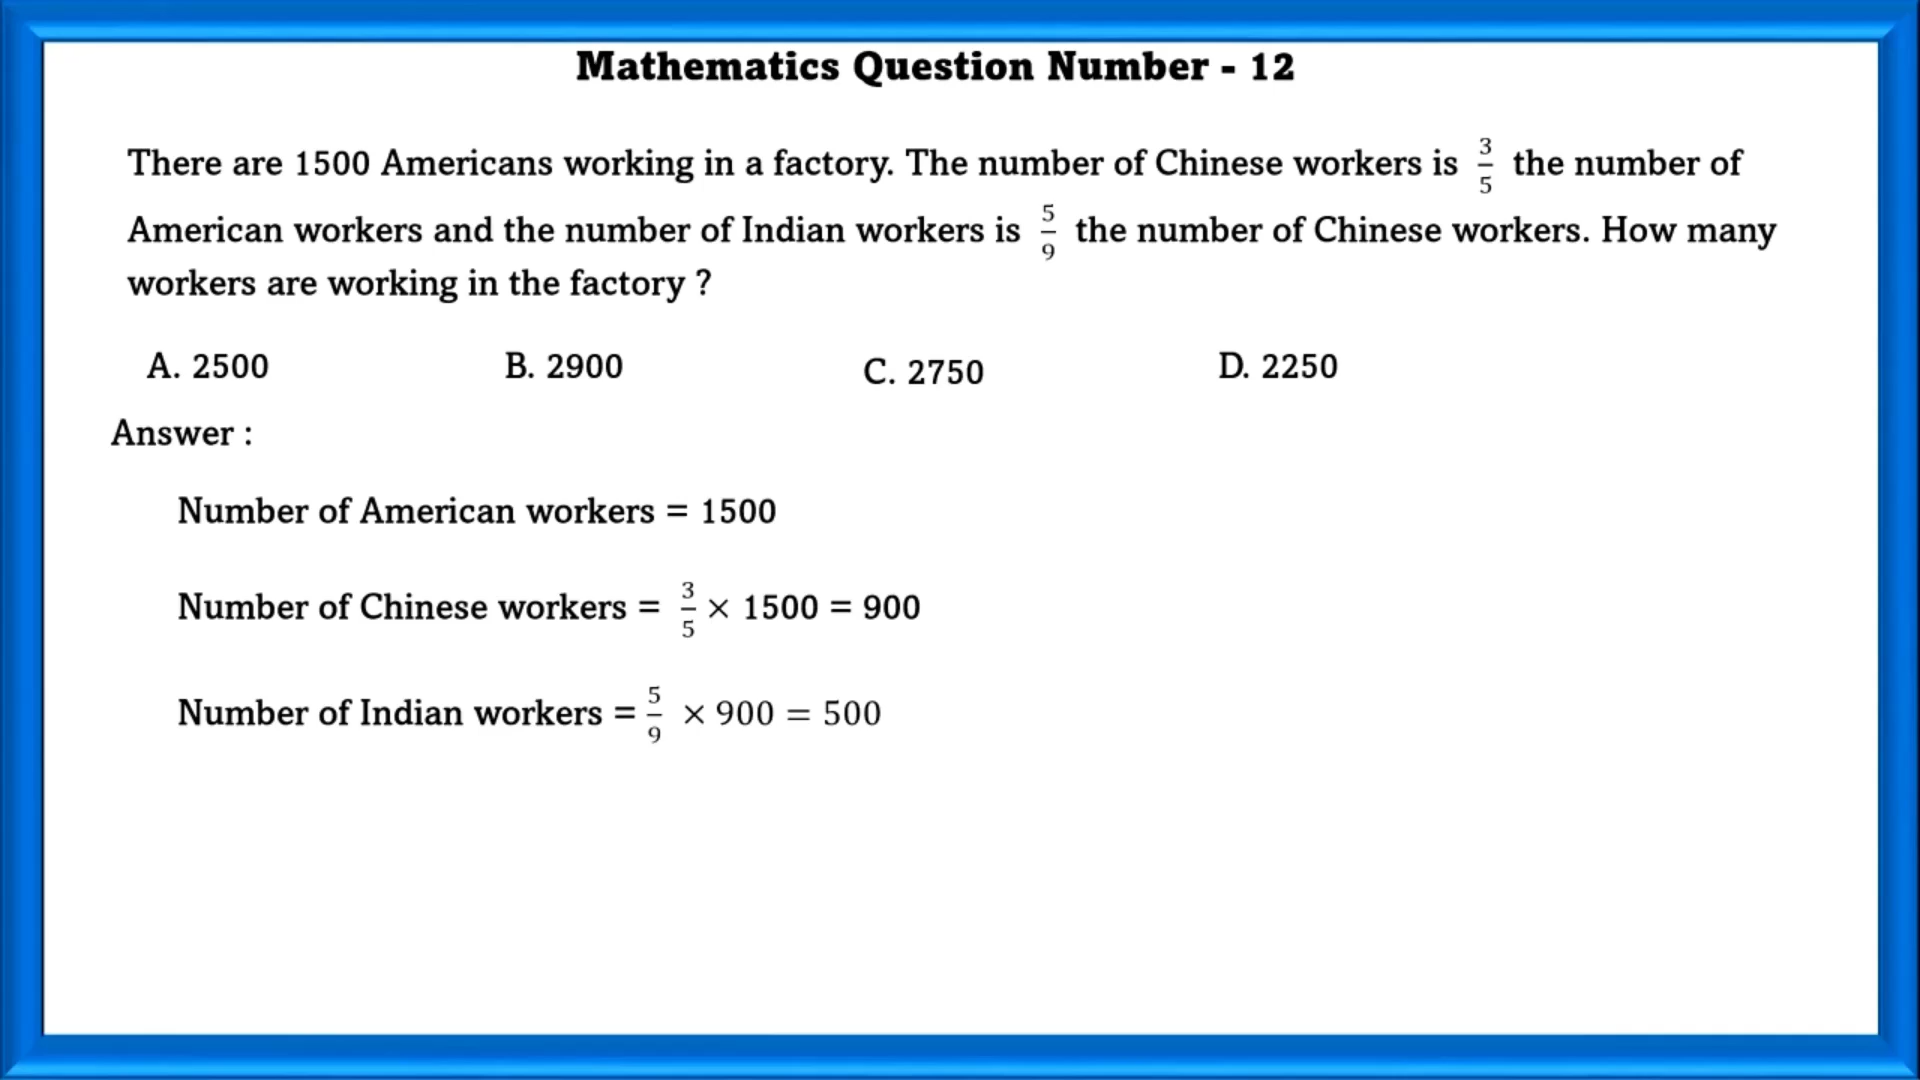 Mathematics Question Number - 12
There are 1500 Americans working in a factory. The number of Chinese workers is 3/5 the number of
American workers and the number of Indian workers is 5/9 the number of Chinese workers. How many
workers are working in the factory ?
A. 2500 B. 2900 C. 2750 D. 2250
Answer :
Number of American workers = 1500
Number of Chinese workers = 3/5 × 1500 = 900
Number of Indian workers = 5/9 × 900 = 500